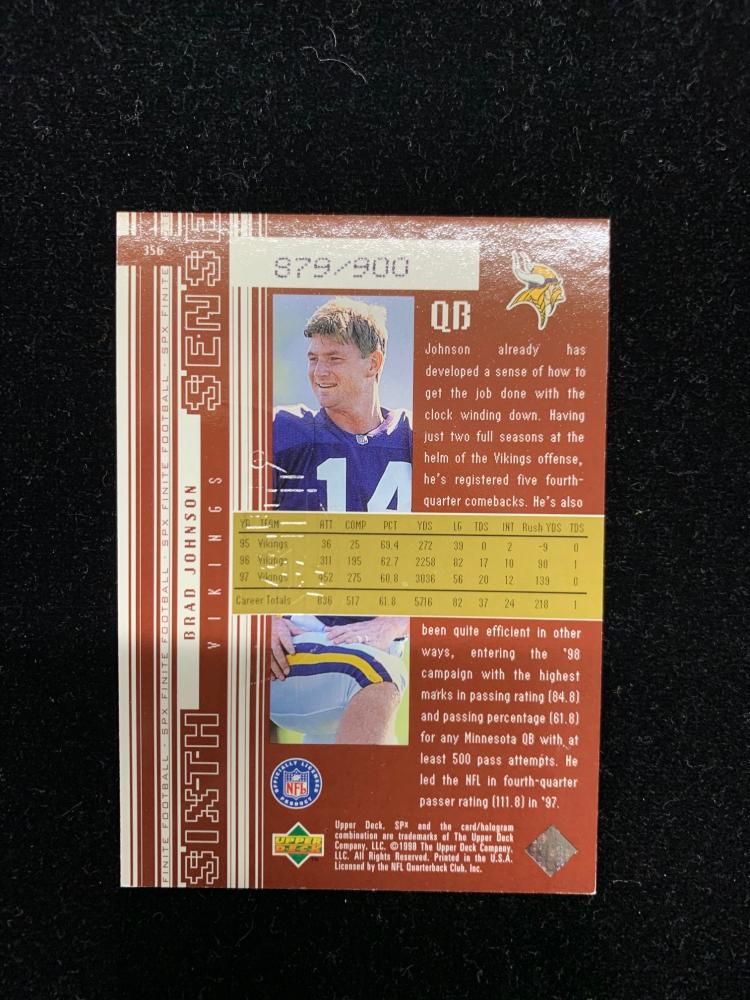 356
879/900
QB
Johnson already has
developed a sense of how to
get the job done with the
clock winding down. Having
just two full seasons at the
helm of the Vikings offense,
he's registered five fourth-
quarter comebacks. He's also
14
YR TEAM ATT COMP PCT YDS LG TDS INT Rush YDS TDS
95 Vikings 36 25 69.4 272 39 0 2 -9 0
96 Vikings 311 195 62.7 2258 82 17 10 90 1
97 Vikings 452 275 60.8 3036 56 20 12 139 0
Career Totals 836 517 61.8 5716 82 37 24 218 1
been quite efficient in other
ways, entering the '98
campaign with the highest
marks in passing rating (84.8)
and passing percentage (61.8)
for any Minnesota QB with at
least 500 pass attempts. He
led the NFL in fourth-quarter
passer rating (111.8) in '97.
OFFICIALLY LICENSED
NFL
PRODUCT
UPPER
DECK
Upper Deck, SPx and the card/hologram
combination are trademarks of The Upper Deck
Company, LLC. ©1998 The Upper Deck Company,
LLC. All Rights Reserved. Printed in the U.S.A.
Licensed by the NFL Quarterback Club, Inc.
FINITE FOOTBALL · SPX FINITE FOOTBALL · SPX FINITE FOOTBALL · SPX FINITE
SIXTH SENSE
BRAD JOHNSON
VIKINGS